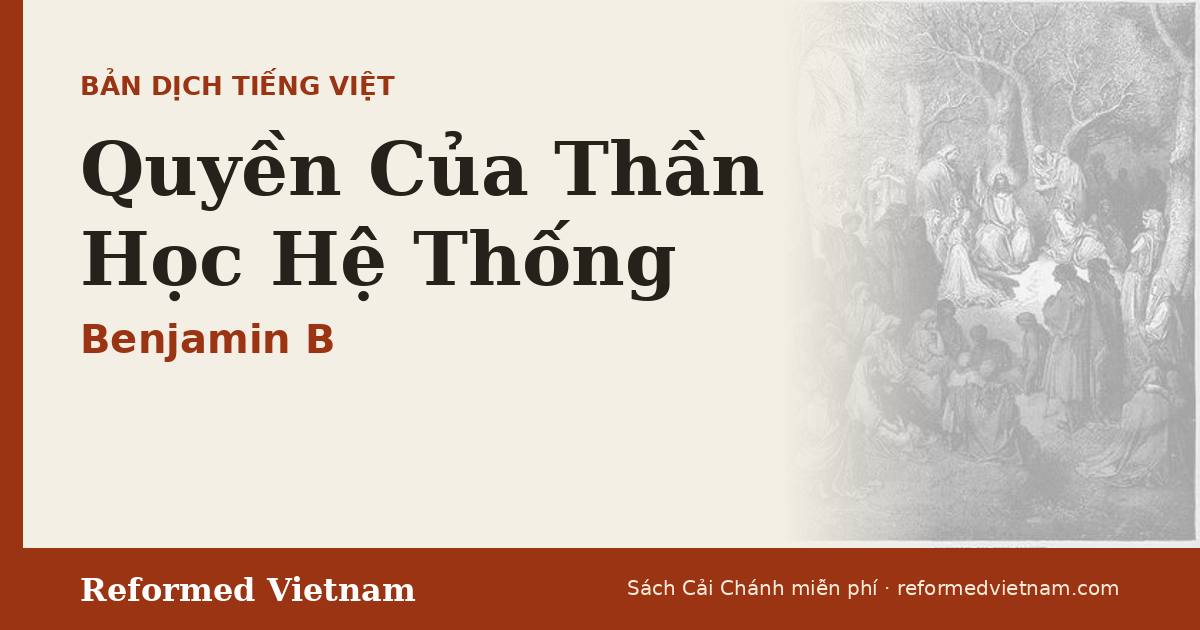 BẢN DỊCH TIẾNG VIỆT
Quyền Của Thần
Học Hệ Thống
Benjamin B
Reformed Vietnam
Sách Cải Chánh miễn phí · reformedvietnam.com